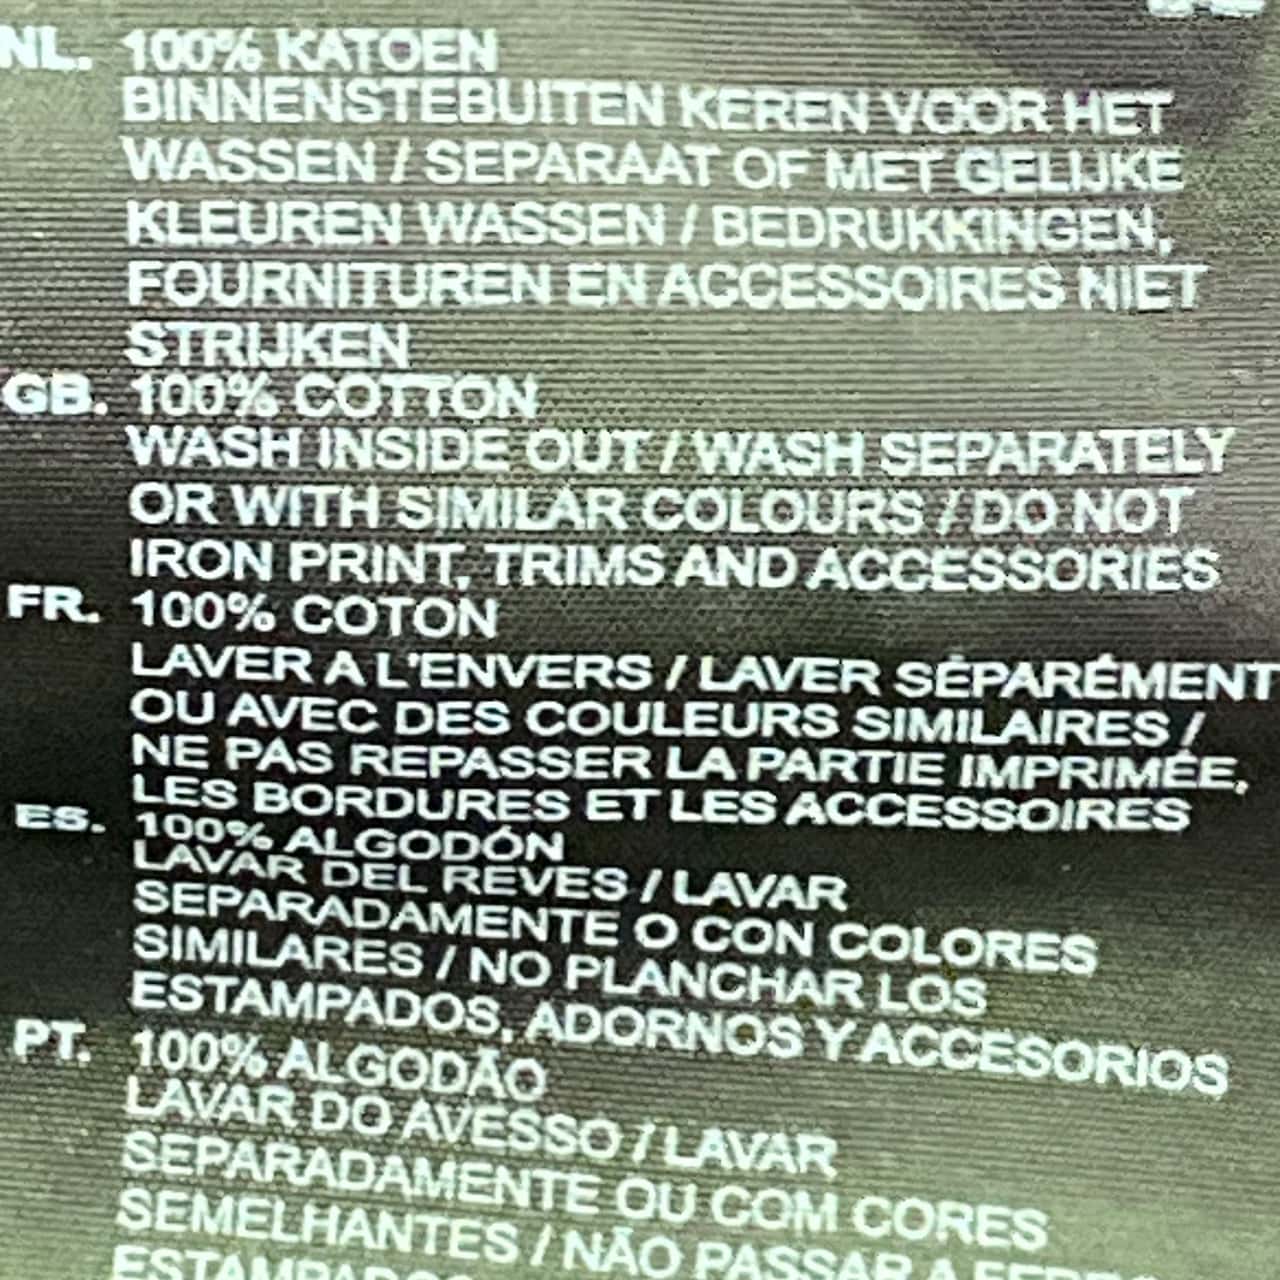 NL. 100% KATOEN
BINNENSTEBUITEN KEREN VOOR HET
WASSEN / SEPARAAT OF MET GELIJKE
KLEUREN WASSEN / BEDRUKKINGEN,
FOURNITUREN EN ACCESSOIRES NIET
STRIJKEN
GB. 100% COTTON
WASH INSIDE OUT / WASH SEPARATELY
OR WITH SIMILAR COLOURS / DO NOT
IRON PRINT, TRIMS AND ACCESSORIES
FR. 100% COTON
LAVER A L'ENVERS / LAVER SÉPARÉMENT
OU AVEC DES COULEURS SIMILAIRES /
NE PAS REPASSER LA PARTIE IMPRIMÉE,
LES BORDURES ET LES ACCESSOIRES
ES. 100% ALGODÓN
LAVAR DEL REVES / LAVAR
SEPARADAMENTE O CON COLORES
SIMILARES / NO PLANCHAR LOS
ESTAMPADOS, ADORNOS Y ACCESORIOS
PT. 100% ALGODÃO
LAVAR DO AVESSO / LAVAR
SEPARADAMENTE OU COM CORES
SEMELHANTES / NÃO PASSAR A